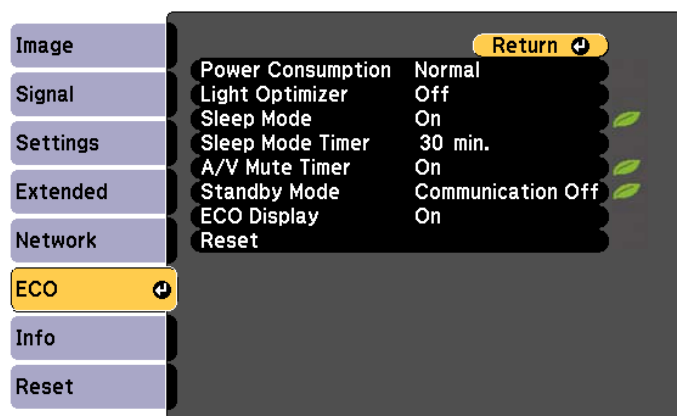 Image
Signal
Settings
Extended
Network
ECO
Info
Reset
Return
Power Consumption Normal
Light Optimizer Off
Sleep Mode On
Sleep Mode Timer 30 min.
A/V Mute Timer On
Standby Mode Communication Off
ECO Display On
Reset